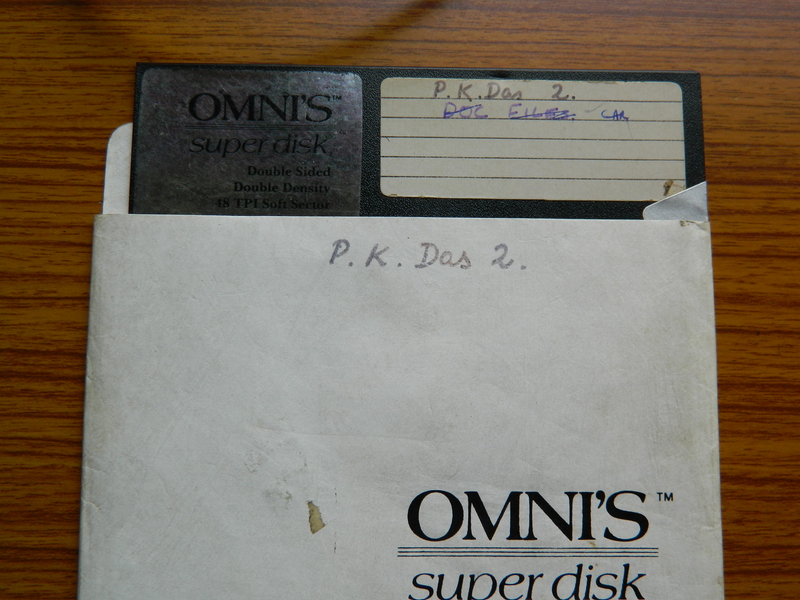 OMNI'S™
super disk
Double Sided
Double Density
48 TPI Soft Sector
P.K.Das 2.
DOC FILES. CAR
P.K. Das 2.
OMNI'S™
super disk